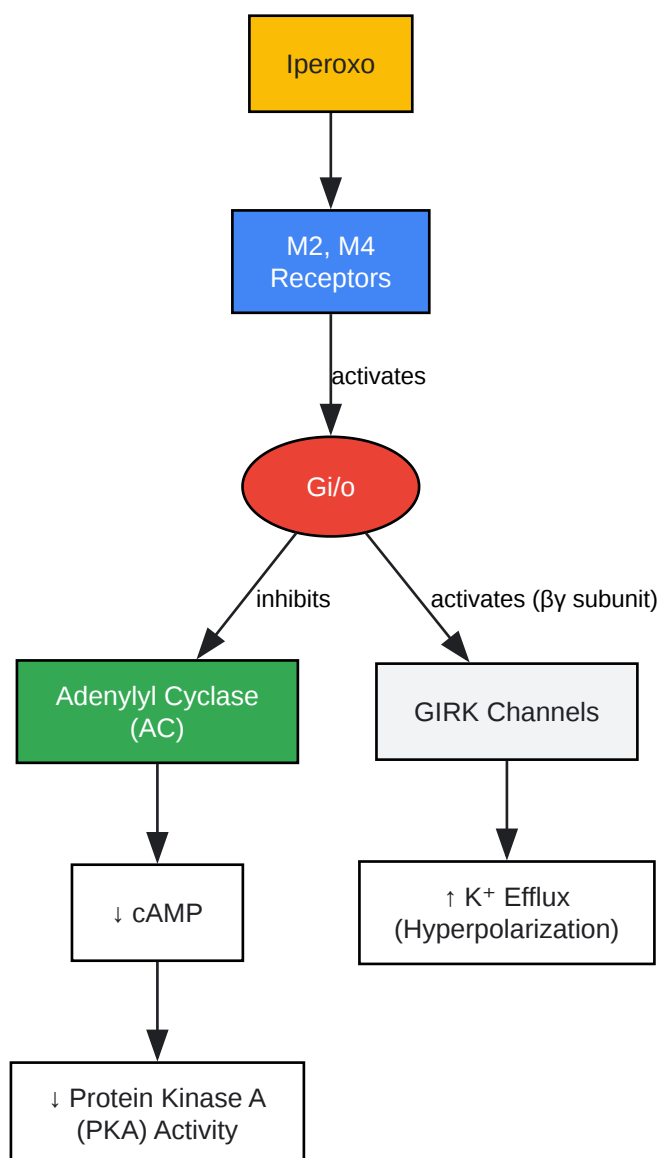 Iperoxo
M2, M4
Receptors
activates
Gi/o
inhibits
activates (βγ subunit)
Adenylyl Cyclase
(AC)
GIRK Channels
↓ cAMP
↑ K⁺ Efflux
(Hyperpolarization)
↓ Protein Kinase A
(PKA) Activity